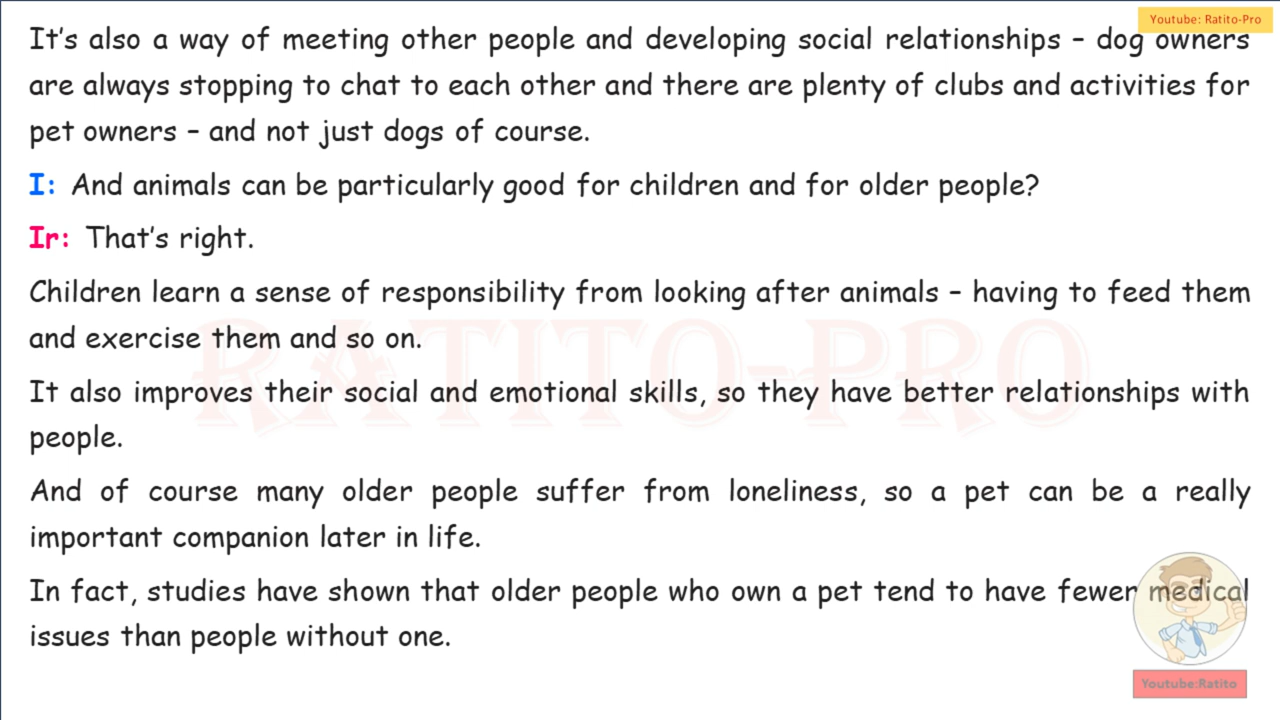 Youtube: Ratito-Pro
It's also a way of meeting other people and developing social relationships – dog owners
are always stopping to chat to each other and there are plenty of clubs and activities for
pet owners – and not just dogs of course.
I: And animals can be particularly good for children and for older people?
Ir: That's right.
Children learn a sense of responsibility from looking after animals – having to feed them
and exercise them and so on.
RATITO-PRO
It also improves their social and emotional skills, so they have better relationships with
people.
And of course many older people suffer from loneliness, so a pet can be a really
important companion later in life.
In fact, studies have shown that older people who own a pet tend to have fewer medical
issues than people without one.
Youtube:Ratito